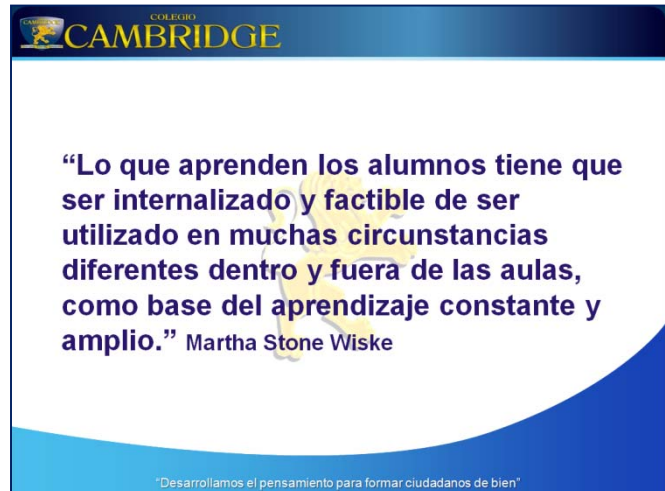 COLEGIO
CAMBRIDGE
“Lo que aprenden los alumnos tiene que
ser internalizado y factible de ser
utilizado en muchas circunstancias
diferentes dentro y fuera de las aulas,
como base del aprendizaje constante y
amplio.” Martha Stone Wiske
"Desarrollamos el pensamiento para formar ciudadanos de bien"